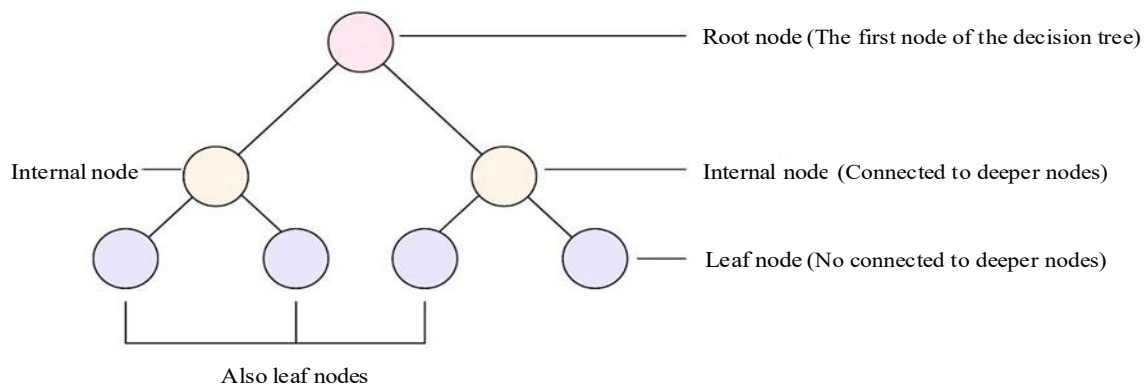 Root node (The first node of the decision tree)
Internal node
Internal node (Connected to deeper nodes)
Leaf node (No connected to deeper nodes)
Also leaf nodes